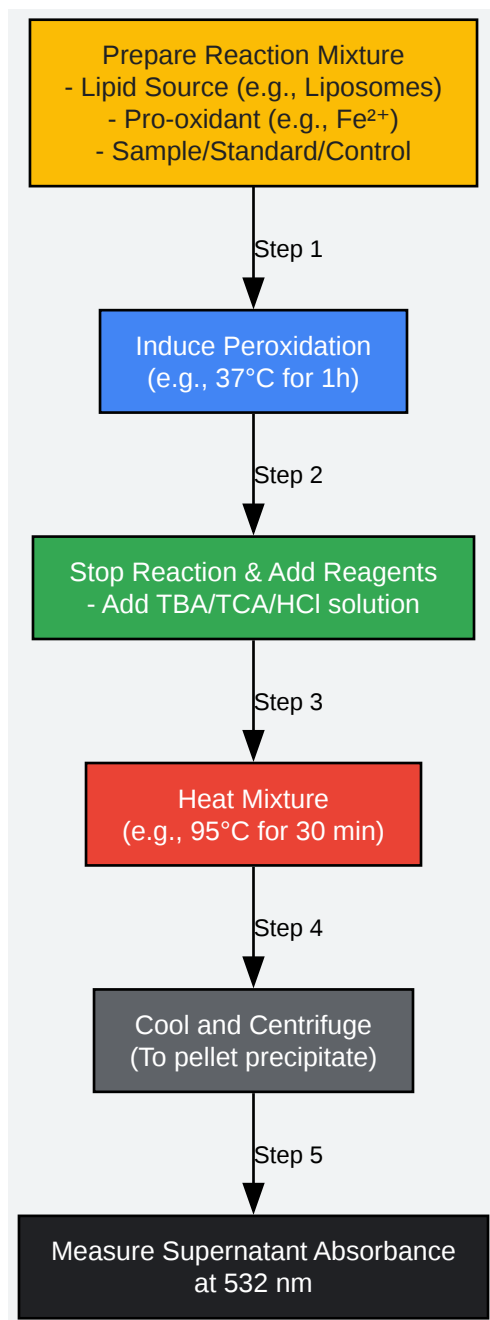 Prepare Reaction Mixture
- Lipid Source (e.g., Liposomes)
- Pro-oxidant (e.g., Fe²⁺)
- Sample/Standard/Control
Step 1
Induce Peroxidation
(e.g., 37°C for 1h)
Step 2
Stop Reaction & Add Reagents
- Add TBA/TCA/HCl solution
Step 3
Heat Mixture
(e.g., 95°C for 30 min)
Step 4
Cool and Centrifuge
(To pellet precipitate)
Step 5
Measure Supernatant Absorbance
at 532 nm